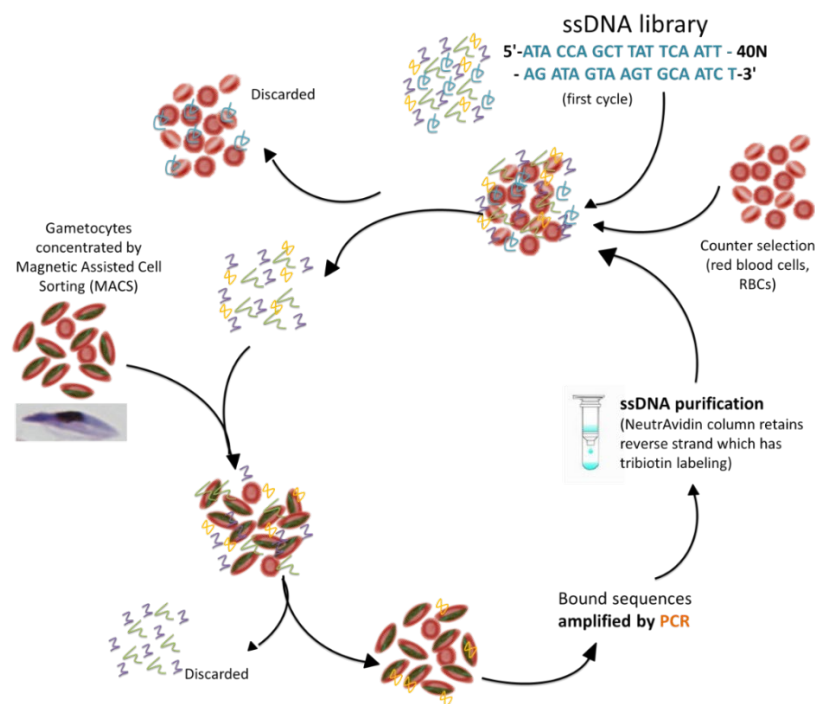 ssDNA library
5'-ATA CCA GCT TAT TCA ATT - 40N
- AG ATA GTA AGT GCA ATC T-3'
(first cycle)
Discarded
Counter selection
(red blood cells,
RBCs)
Gametocytes
concentrated by
Magnetic Assisted Cell
Sorting (MACS)
ssDNA purification
(NeutrAvidin column retains
reverse strand which has
tribiotin labeling)
Bound sequences
amplified by PCR
Discarded